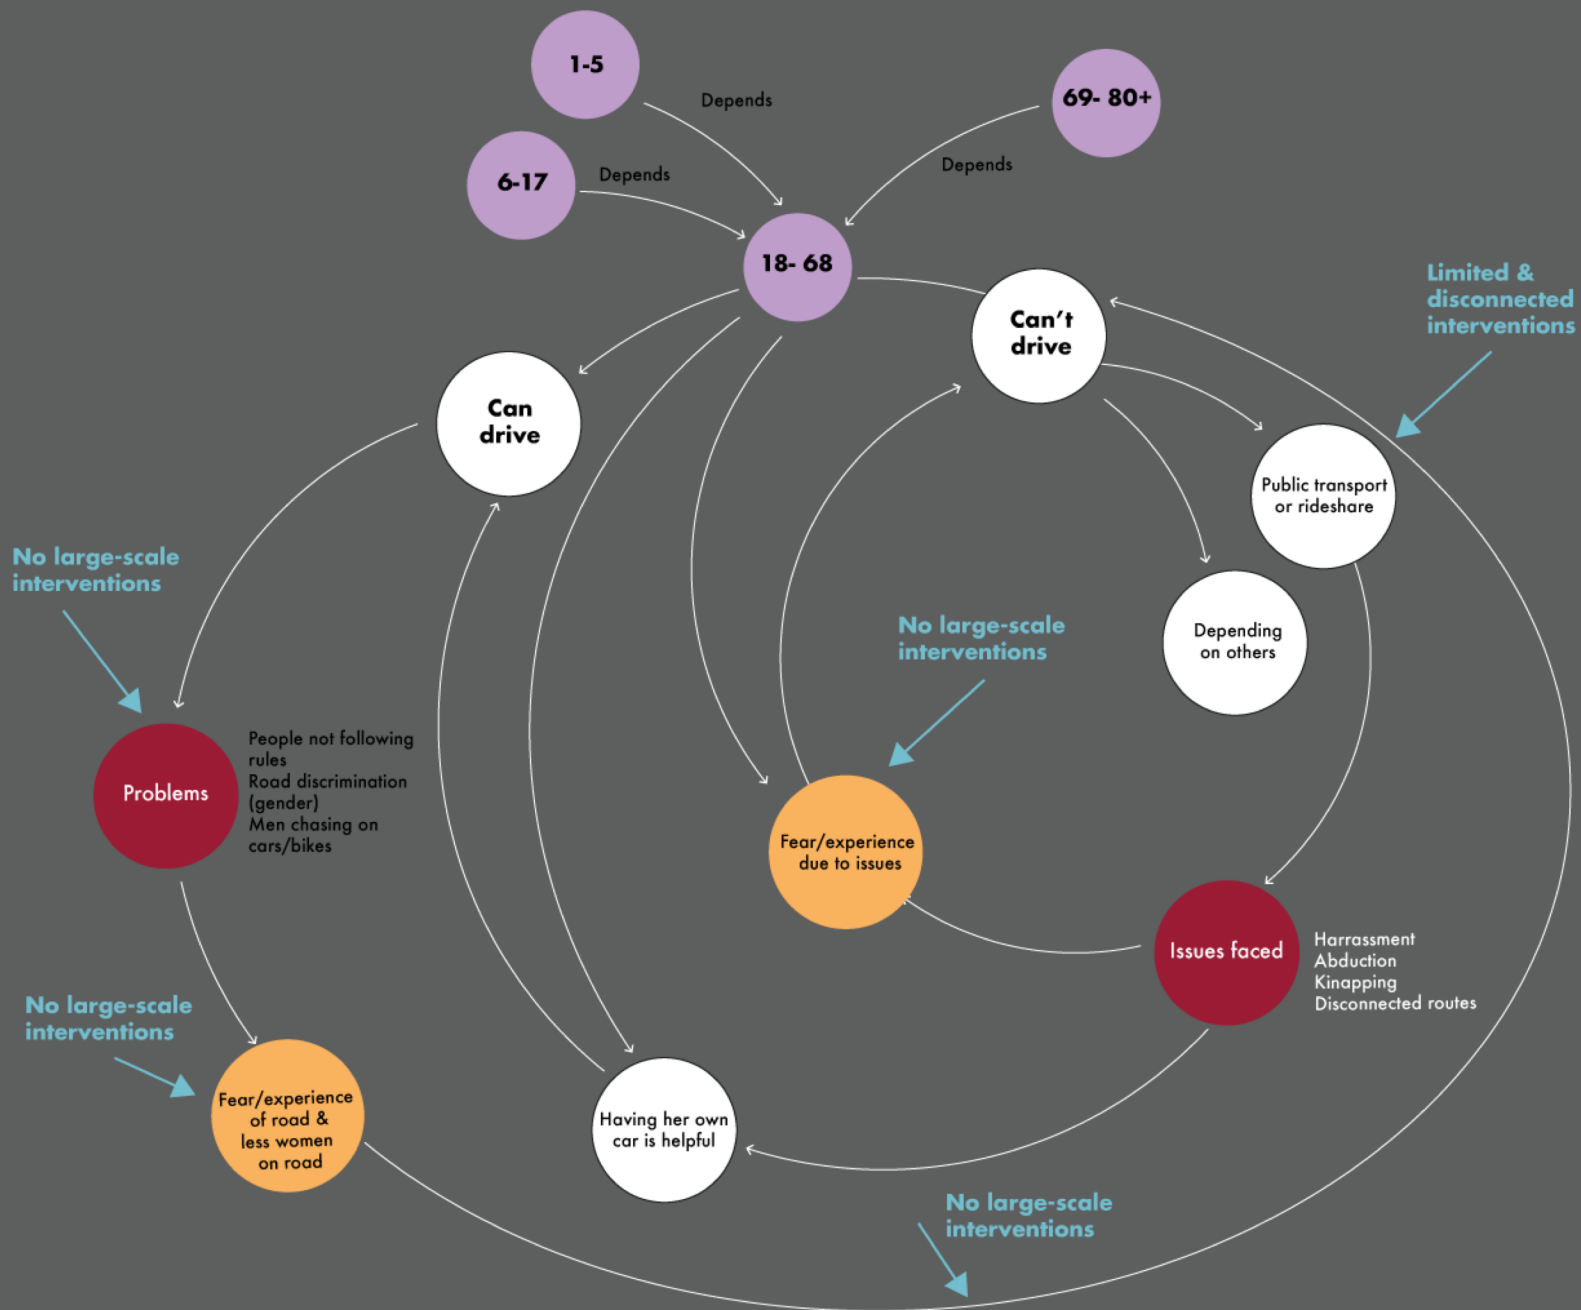 1-5
Depends
69- 80+
6-17
Depends
Depends
18- 68
Can't
drive
Limited &
disconnected
interventions
Can
drive
Public transport
or rideshare
No large-scale
interventions
No large-scale
interventions
Depending
on others
Problems
People not following
rules
Road discrimination
(gender)
Men chasing on
cars/bikes
Fear/experience
due to issues
Issues faced
Harrassment
Abduction
Kinapping
Disconnected routes
No large-scale
interventions
Fear/experience
of road &
less women
on road
Having her own
car is helpful
No large-scale
interventions